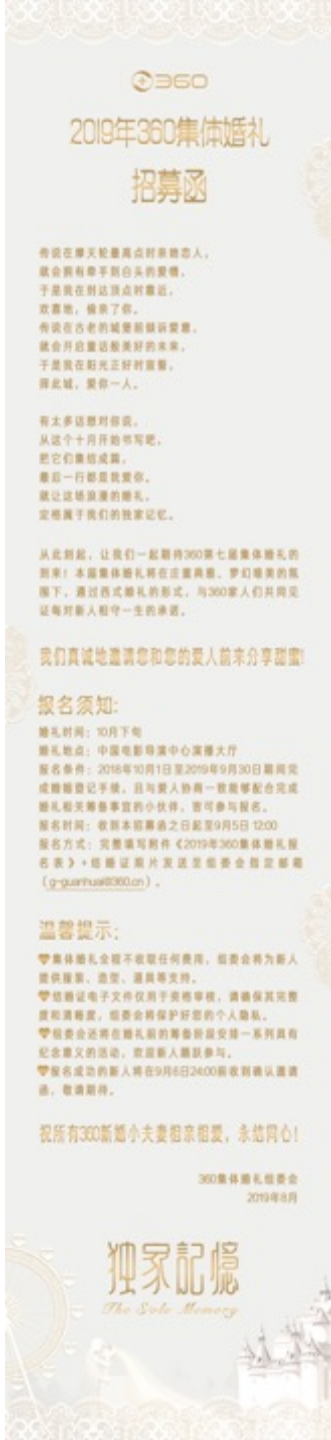 360
2019年360集体婚礼
招募函
传说在摩天轮最高点时亲吻恋人，
就会拥有牵手到白头的爱情。
于是我在到达顶点时靠近，
欢喜地，偷亲了你。
传说在古老的城堡前倾诉爱意，
就会开启童话般美好的未来。
于是我在阳光正好时宣誓，
择此城，爱你一人。
有太多话想对你说，
从这个十月开始书写吧，
把它们集结成篇，
最后一行都是我爱你。
就让这场浪漫的婚礼，
定格属于我们的独家记忆。
从此刻起，让我们一起期待360第七届集体婚礼的
到来！本届集体婚礼将在庄重典雅、梦幻唯美的氛
围下，通过西式婚礼的形式，与360家人们共同见
证每对新人相守一生的承诺。
我们真诚地邀请您和您的爱人前来分享甜蜜!
报名须知:
婚礼时间：10月下旬
婚礼地点：中国电影导演中心演播大厅
报名条件：2018年10月1日至2019年9月30日期间完
成婚姻登记手续，且与爱人协商一致能够配合完成
婚礼相关筹备事宜的小伙伴，皆可参与报名。
报名时间：收到本招募函之日起至9月5日 12:00
报名方式：完整填写附件《2019年360集体婚礼报
名表》+结婚证照片发送至组委会指定邮箱
（g-guanhuai@360.cn）。
温馨提示:
集体婚礼全程不收取任何费用，组委会将为新人
提供服装、造型、道具等支持。
结婚证电子文件仅用于资格审核，请确保其完整
度和清晰度，组委会将保护好您的个人隐私。
组委会还将在婚礼前的筹备阶段安排一系列具有
纪念意义的活动，欢迎新人踊跃参与。
报名成功的新人将在9月6日24:00前收到确认邀请
函，敬请期待。
祝所有360新婚小夫妻相亲相爱，永结同心!
360集体婚礼组委会
2019年8月
独家記憶
The Sole Memory